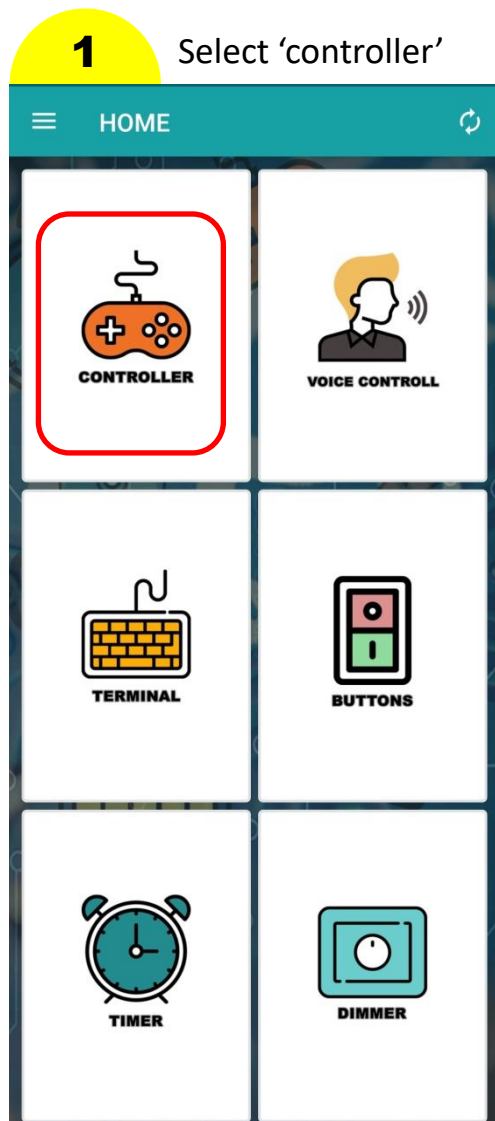 1 Select ‘controller’
HOME
CONTROLLER
VOICE CONTROLL
TERMINAL
BUTTONS
TIMER
DIMMER